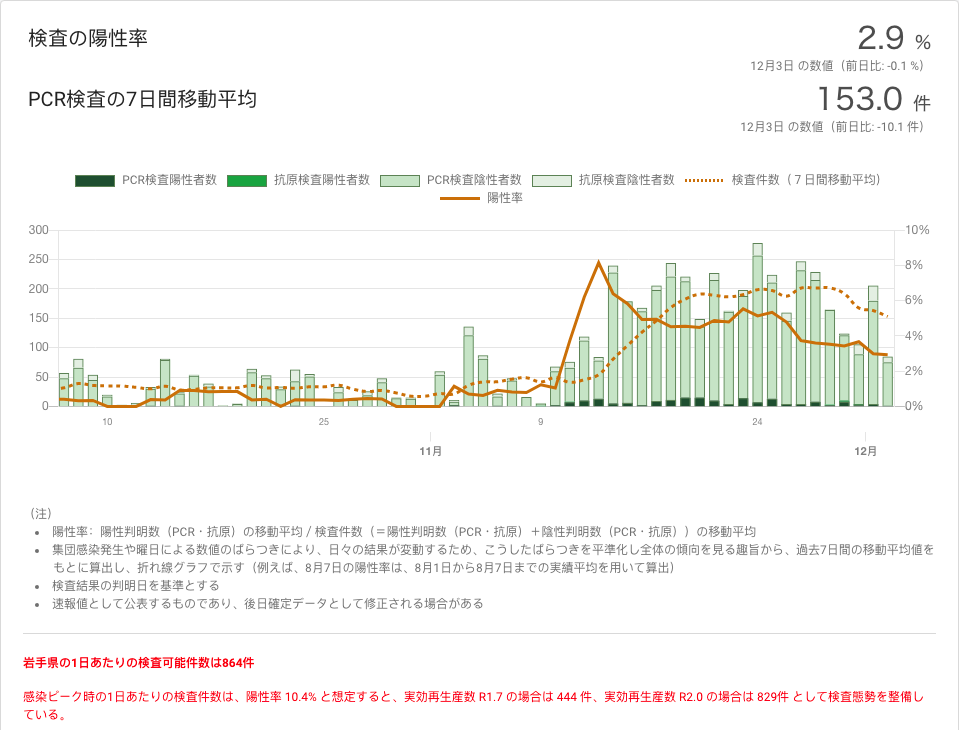 検査の陽性率
2.9 %
12月3日 の数値（前日比: -0.1 %）
PCR検査の7日間移動平均
153.0 件
12月3日 の数値（前日比: -10.1 件）
PCR検査陽性者数 抗原検査陽性者数 PCR検査陰性者数 抗原検査陰性者数 検査件数（７日間移動平均）
陽性率
300 10%
250 8%
200 6%
150 4%
100 2%
50 0%
0
10 25 9 24
11月 12月
（注）
• 陽性率：陽性判明数（PCR・抗原）の移動平均 / 検査件数（＝陽性判明数（PCR・抗原）＋陰性判明数（PCR・抗原））の移動平均
• 集団感染発生や曜日による数値のばらつきにより、日々の結果が変動するため、こうしたばらつきを平準化し全体の傾向を見る趣旨から、過去7日間の移動平均値を
もとに算出し、折れ線グラフで示す（例えば、8月7日の陽性率は、8月1日から8月7日までの実績平均を用いて算出）
• 検査結果の判明日を基準とする
• 速報値として公表するものであり、後日確定データとして修正される場合がある
岩手県の1日あたりの検査可能件数は864件
感染ピーク時の1日あたりの検査件数は、陽性率 10.4% と想定すると、実効再生産数 R1.7 の場合は 444 件、実効再生産数 R2.0 の場合は 829件 として検査態勢を整備し
ている。